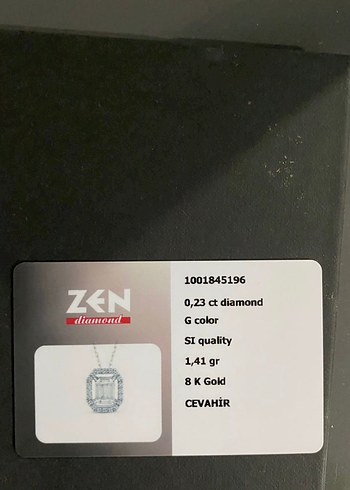 ZEN
diamond
1001845196
0,23 ct diamond
G color
SI quality
1,41 gr
8 K Gold
CEVAHİR